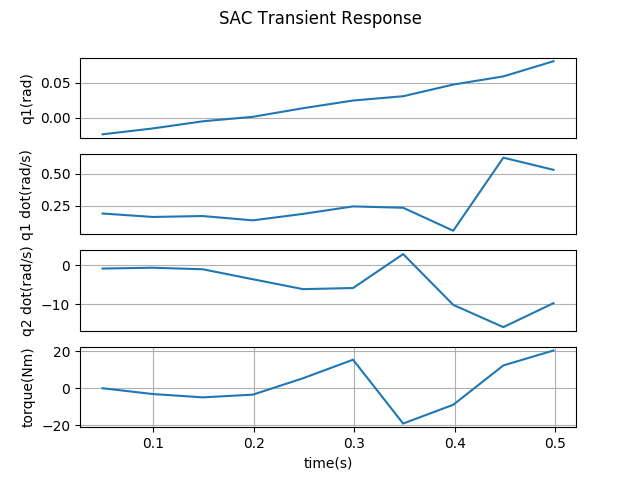 SAC Transient Response
q1(rad)
0.05
0.00
q1 dot(rad/s)
0.50
0.25
q2 dot(rad/s)
0
−10
torque(Nm)
20
0
−20
0.1 0.2 0.3 0.4 0.5
time(s)